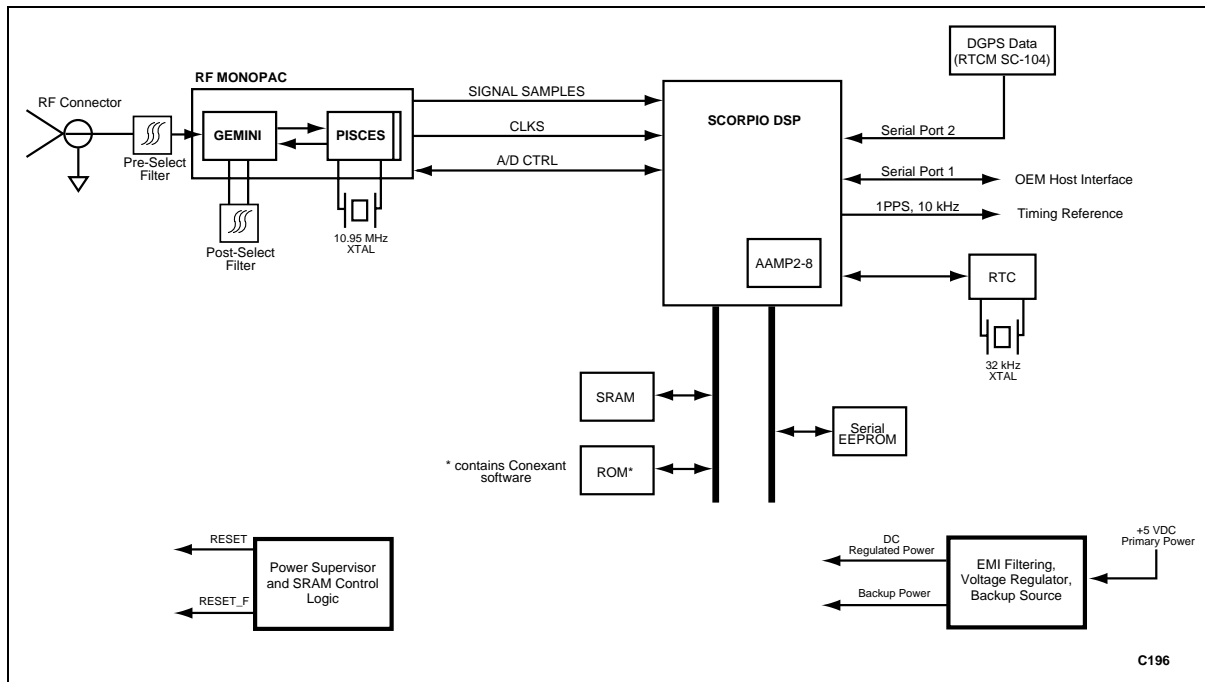 DGPS Data
(RTCM SC-104)
RF MONOPAC
RF Connector
SIGNAL SAMPLES
SCORPIO DSP
GEMINI
PISCES
CLKS
Serial Port 2
Pre-Select
Filter
A/D CTRL
Serial Port 1
OEM Host Interface
1PPS, 10 kHz
Timing Reference
10.95 MHz
XTAL
Post-Select
Filter
AAMP2-8
RTC
32 kHz
XTAL
SRAM
Serial
EEPROM
* contains Conexant
software
ROM*
RESET
Power Supervisor
and SRAM Control
Logic
RESET_F
DC
Regulated Power
EMI Filtering,
Voltage Regulator,
Backup Source
+5 VDC
Primary Power
Backup Power
C196